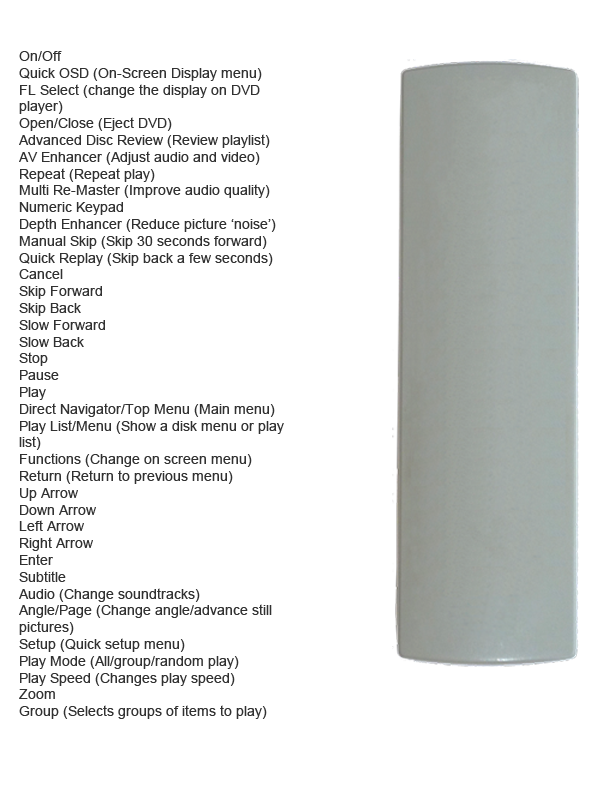 On/Off
Quick OSD (On-Screen Display menu)
FL Select (change the display on DVD
player)
Open/Close (Eject DVD)
Advanced Disc Review (Review playlist)
AV Enhancer (Adjust audio and video)
Repeat (Repeat play)
Multi Re-Master (Improve audio quality)
Numeric Keypad
Depth Enhancer (Reduce picture ‘noise’)
Manual Skip (Skip 30 seconds forward)
Quick Replay (Skip back a few seconds)
Cancel
Skip Forward
Skip Back
Slow Forward
Slow Back
Stop
Pause
Play
Direct Navigator/Top Menu (Main menu)
Play List/Menu (Show a disk menu or play
list)
Functions (Change on screen menu)
Return (Return to previous menu)
Up Arrow
Down Arrow
Left Arrow
Right Arrow
Enter
Subtitle
Audio (Change soundtracks)
Angle/Page (Change angle/advance still
pictures)
Setup (Quick setup menu)
Play Mode (All/group/random play)
Play Speed (Changes play speed)
Zoom
Group (Selects groups of items to play)